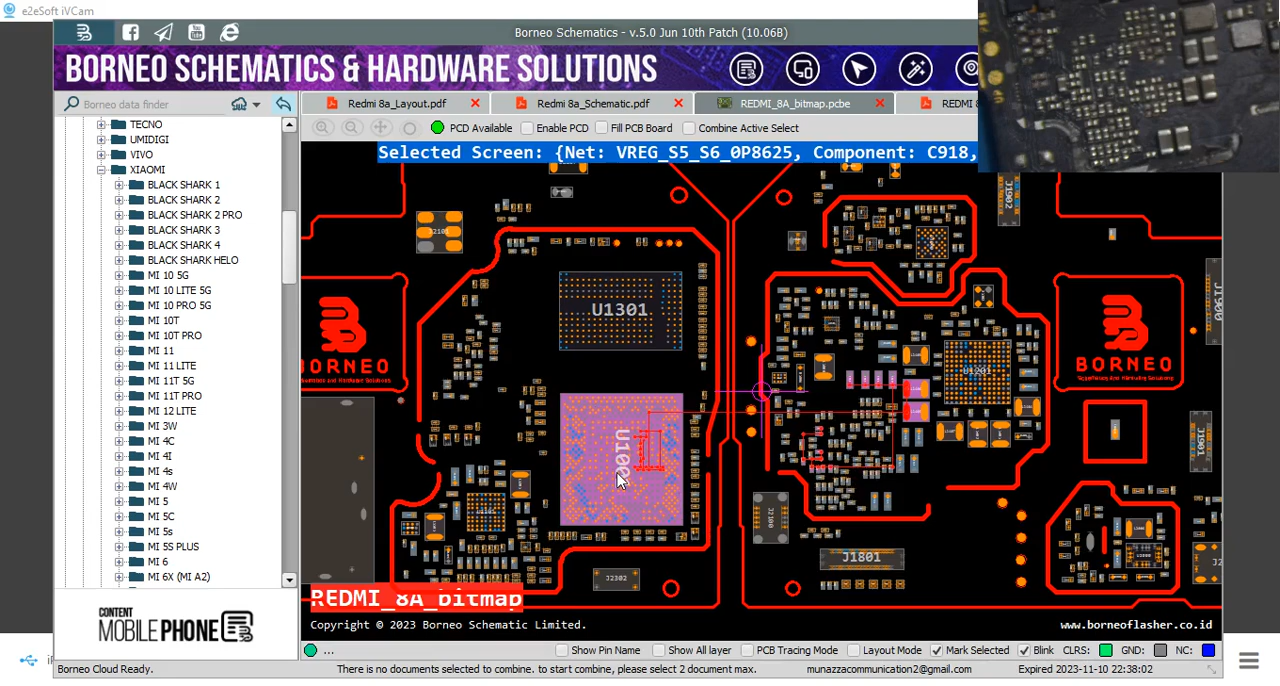 e2eSoft iVCam
Borneo Schematics - v.5.0 Jun 10th Patch (10.06B)
BORNEO SCHEMATICS & HARDWARE SOLUTIONS
Borneo data finder
Redmi 8a_Layout.pdf
Redmi 8a_Schematic.pdf
REDMI_8A_bitmap.pcbe
REDMI 8
PCD Available
Enable PCD
Fill PCB Board
Combine Active Select
Selected Screen: {Net: VREG_S5_S6_0P8625, Component: C918,
TECNO
UMIDIGI
VIVO
XIAOMI
BLACK SHARK 1
BLACK SHARK 2
BLACK SHARK 2 PRO
BLACK SHARK 3
BLACK SHARK 4
BLACK SHARK HELO
MI 10 5G
MI 10 LITE 5G
MI 10 PRO 5G
MI 10T
MI 10T PRO
MI 11
MI 11 LITE
MI 11T 5G
MI 11T PRO
MI 12 LITE
MI 3W
MI 4C
MI 4I
MI 4s
MI 4W
MI 5
MI 5C
MI 5s
MI 5S PLUS
MI 6
MI 6X (MI A2)
U1301
J1902
J1900
BORNEO
BORNEO
J1901
J2100
J1801
J2302
REDMI_8A_bitmap
Copyright © 2023 Borneo Schematic Limited.
www.borneoflasher.co.id
CONTENT
MOBILE PHONE
...
Show Pin Name
Show All layer
PCB Tracing Mode
Layout Mode
Mark Selected
Blink
CLRS:
GND:
NC:
Borneo Cloud Ready.
There is no documents selected to combine. to start combine, please select 2 document max.
munazzacommunication2@gmail.com
Expired 2023-11-10 22:38:02